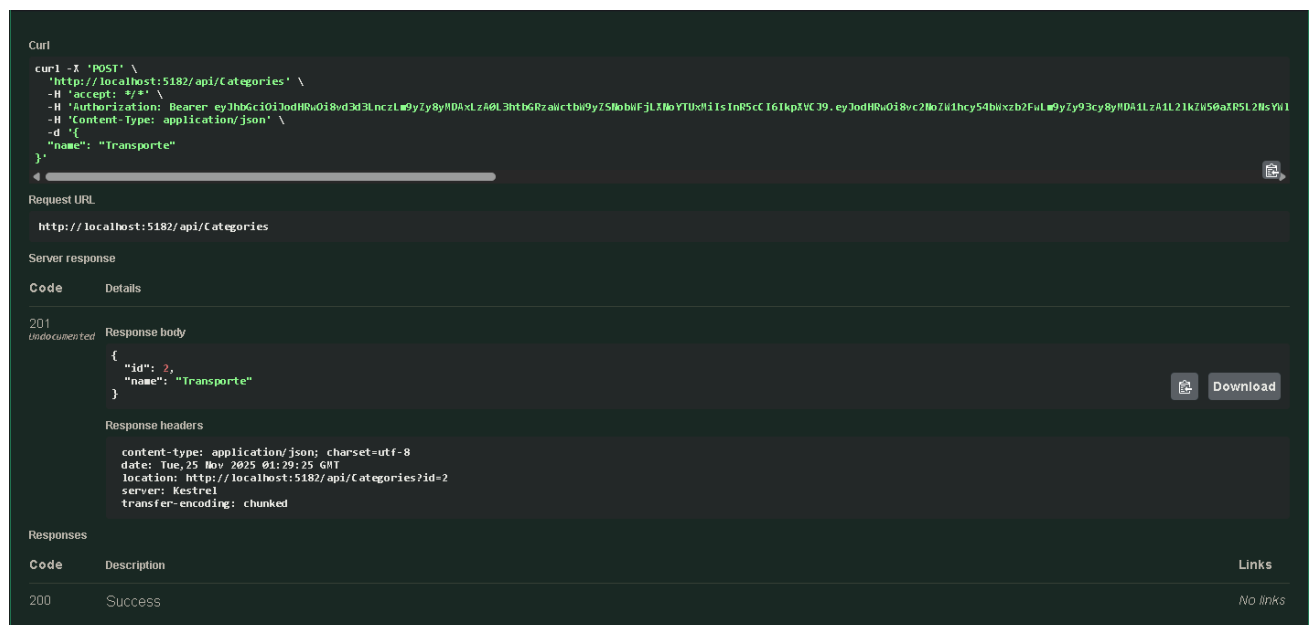 Curl
curl -X 'POST' \
'http://localhost:5182/api/Categories' \
-H 'accept: */*' \
-H 'Authorization: Bearer
-H 'Content-Type: application/json' \
-d '{
"name": "Transporte"
}'
Request URL
http://localhost:5182/api/Categories
Server response
Code Details
201
Undocumented
Response body
{
"id": 2,
"name": "Transporte"
}
Download
Response headers
content-type: application/json; charset=utf-8
date: Tue,25 Nov 2025 01:29:25 GMT
location: http://localhost:5182/api/Categories?id=2
server: Kestrel
transfer-encoding: chunked
Responses
Code Description Links
200 Success No links